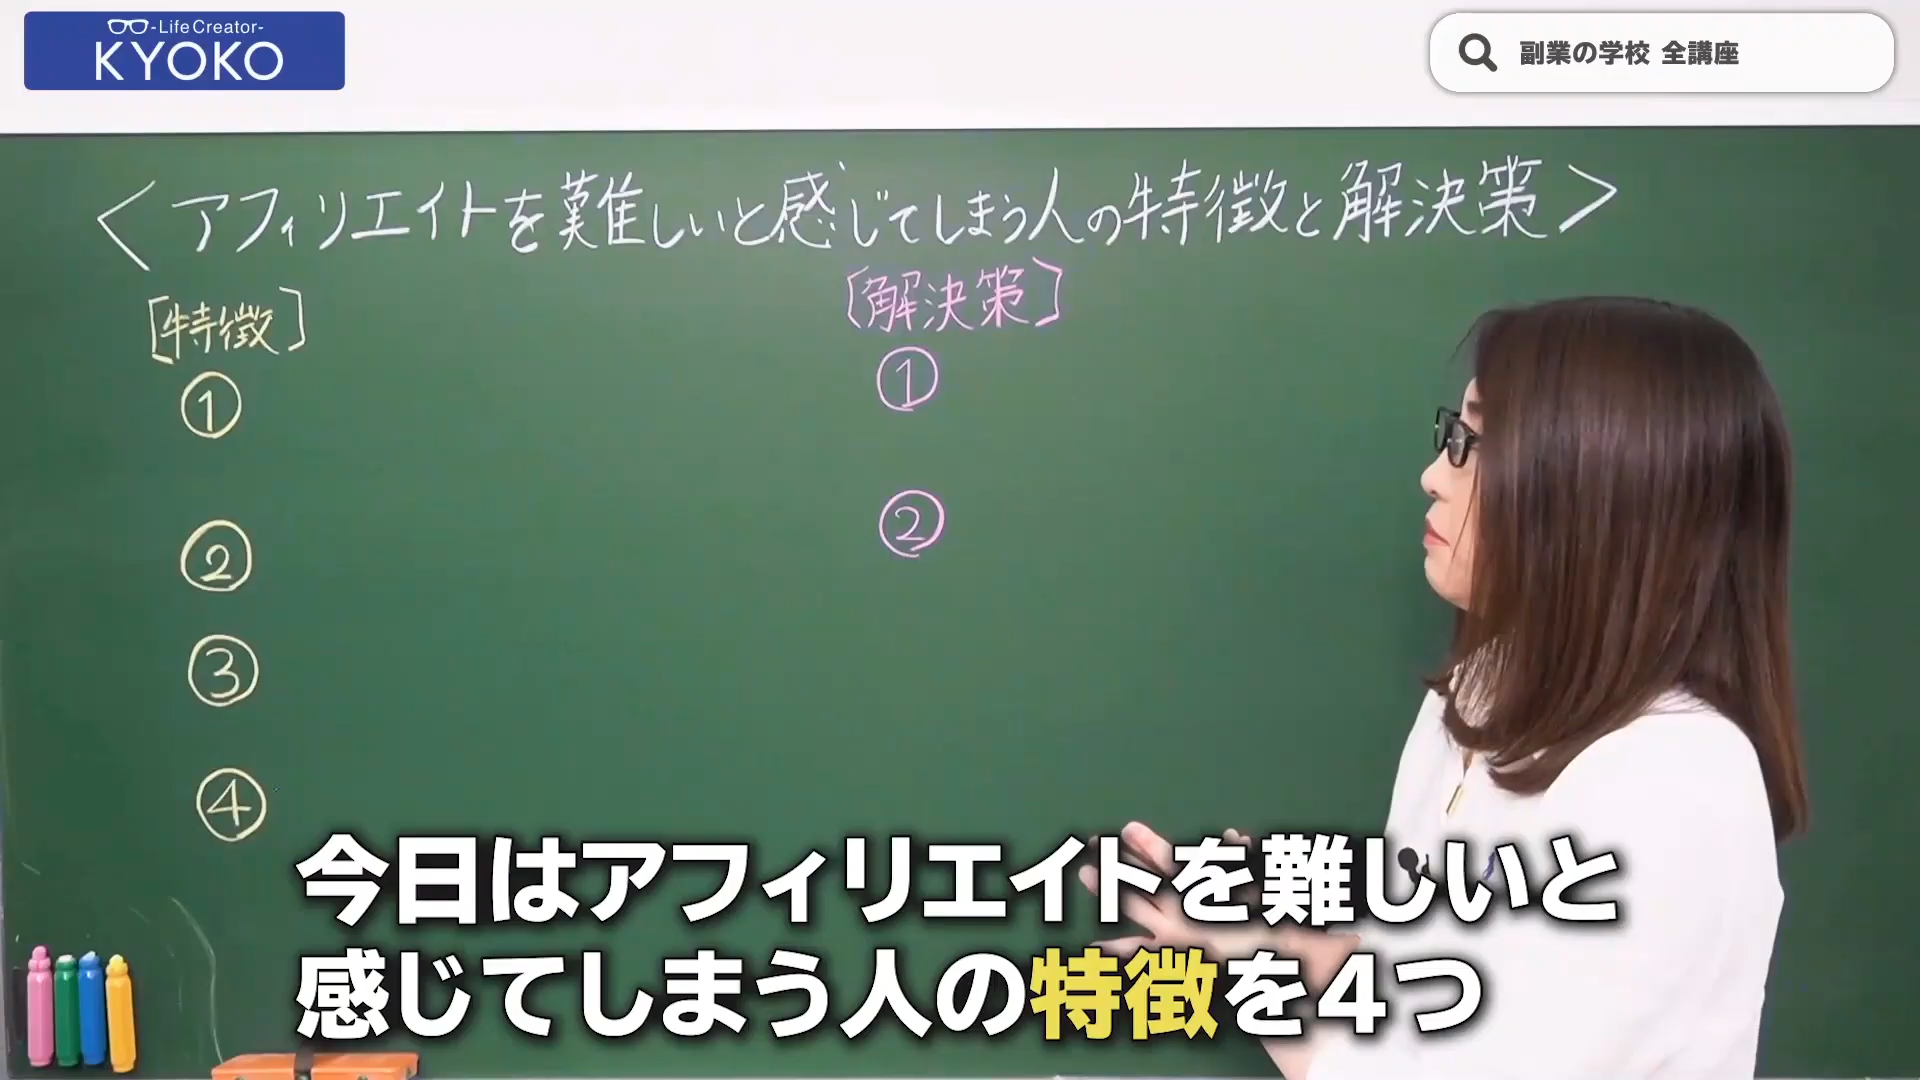 -Life Creator-
KYOKO
副業の学校 全講座
＜アフィリエイトを難しいと感じてしまう人の特徴と解決策＞
[特徴]
①
②
③
④
[解決策]
①
②
今日はアフィリエイトを難しいと
感じてしまう人の特徴を4つ